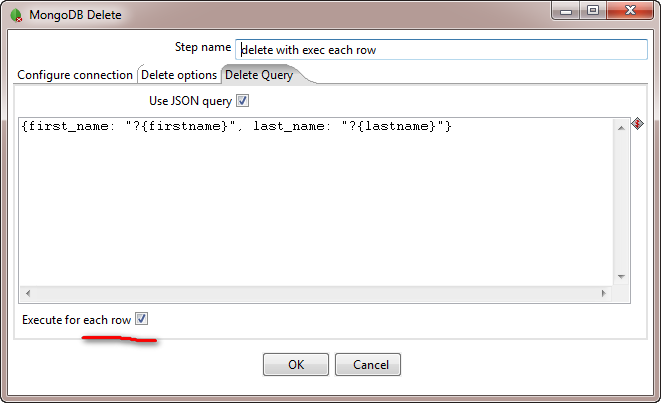 MongoDB Delete
Step name delete with exec each row
Configure connection Delete options Delete Query
Use JSON query
{first_name: "?{firstname}", last_name: "?{lastname}"}
Execute for each row
OK Cancel